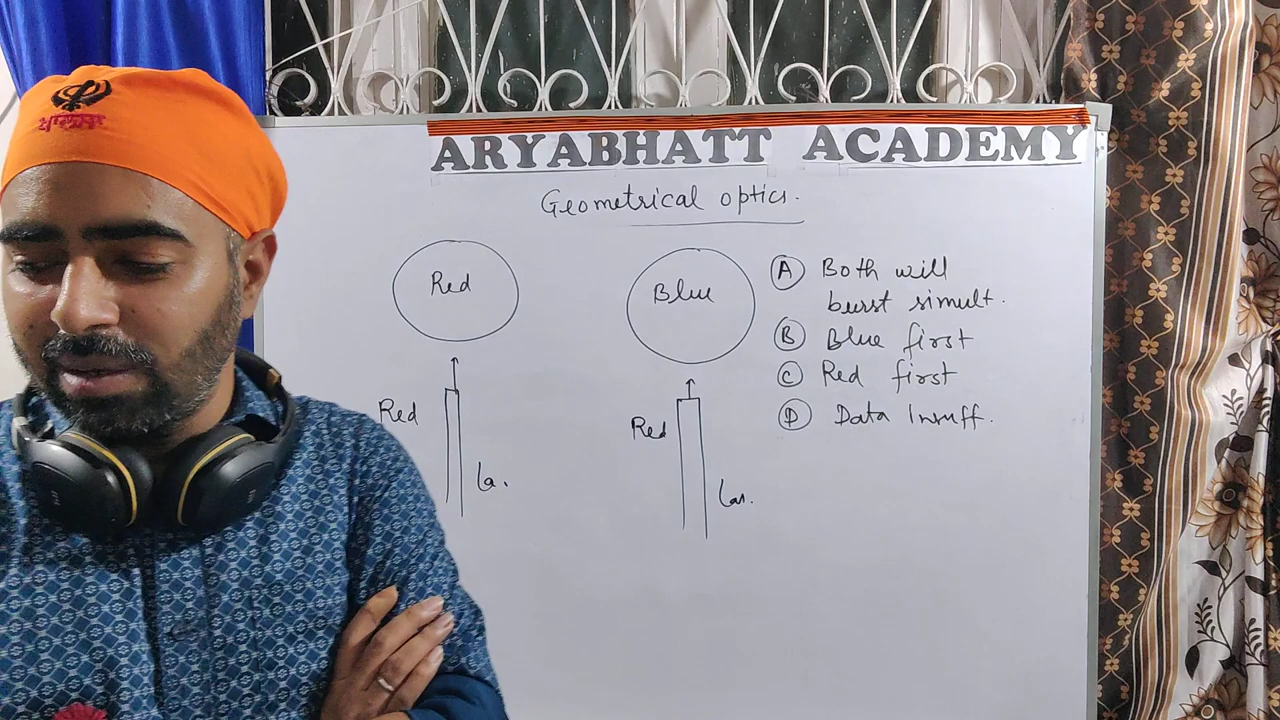 ARYABHATT ACADEMY
Geometrical optics.
Red
Blue
Red
La.
Red
Las.
A Both will
burst simult.
B Blue first
C Red first
D Data Insuff.